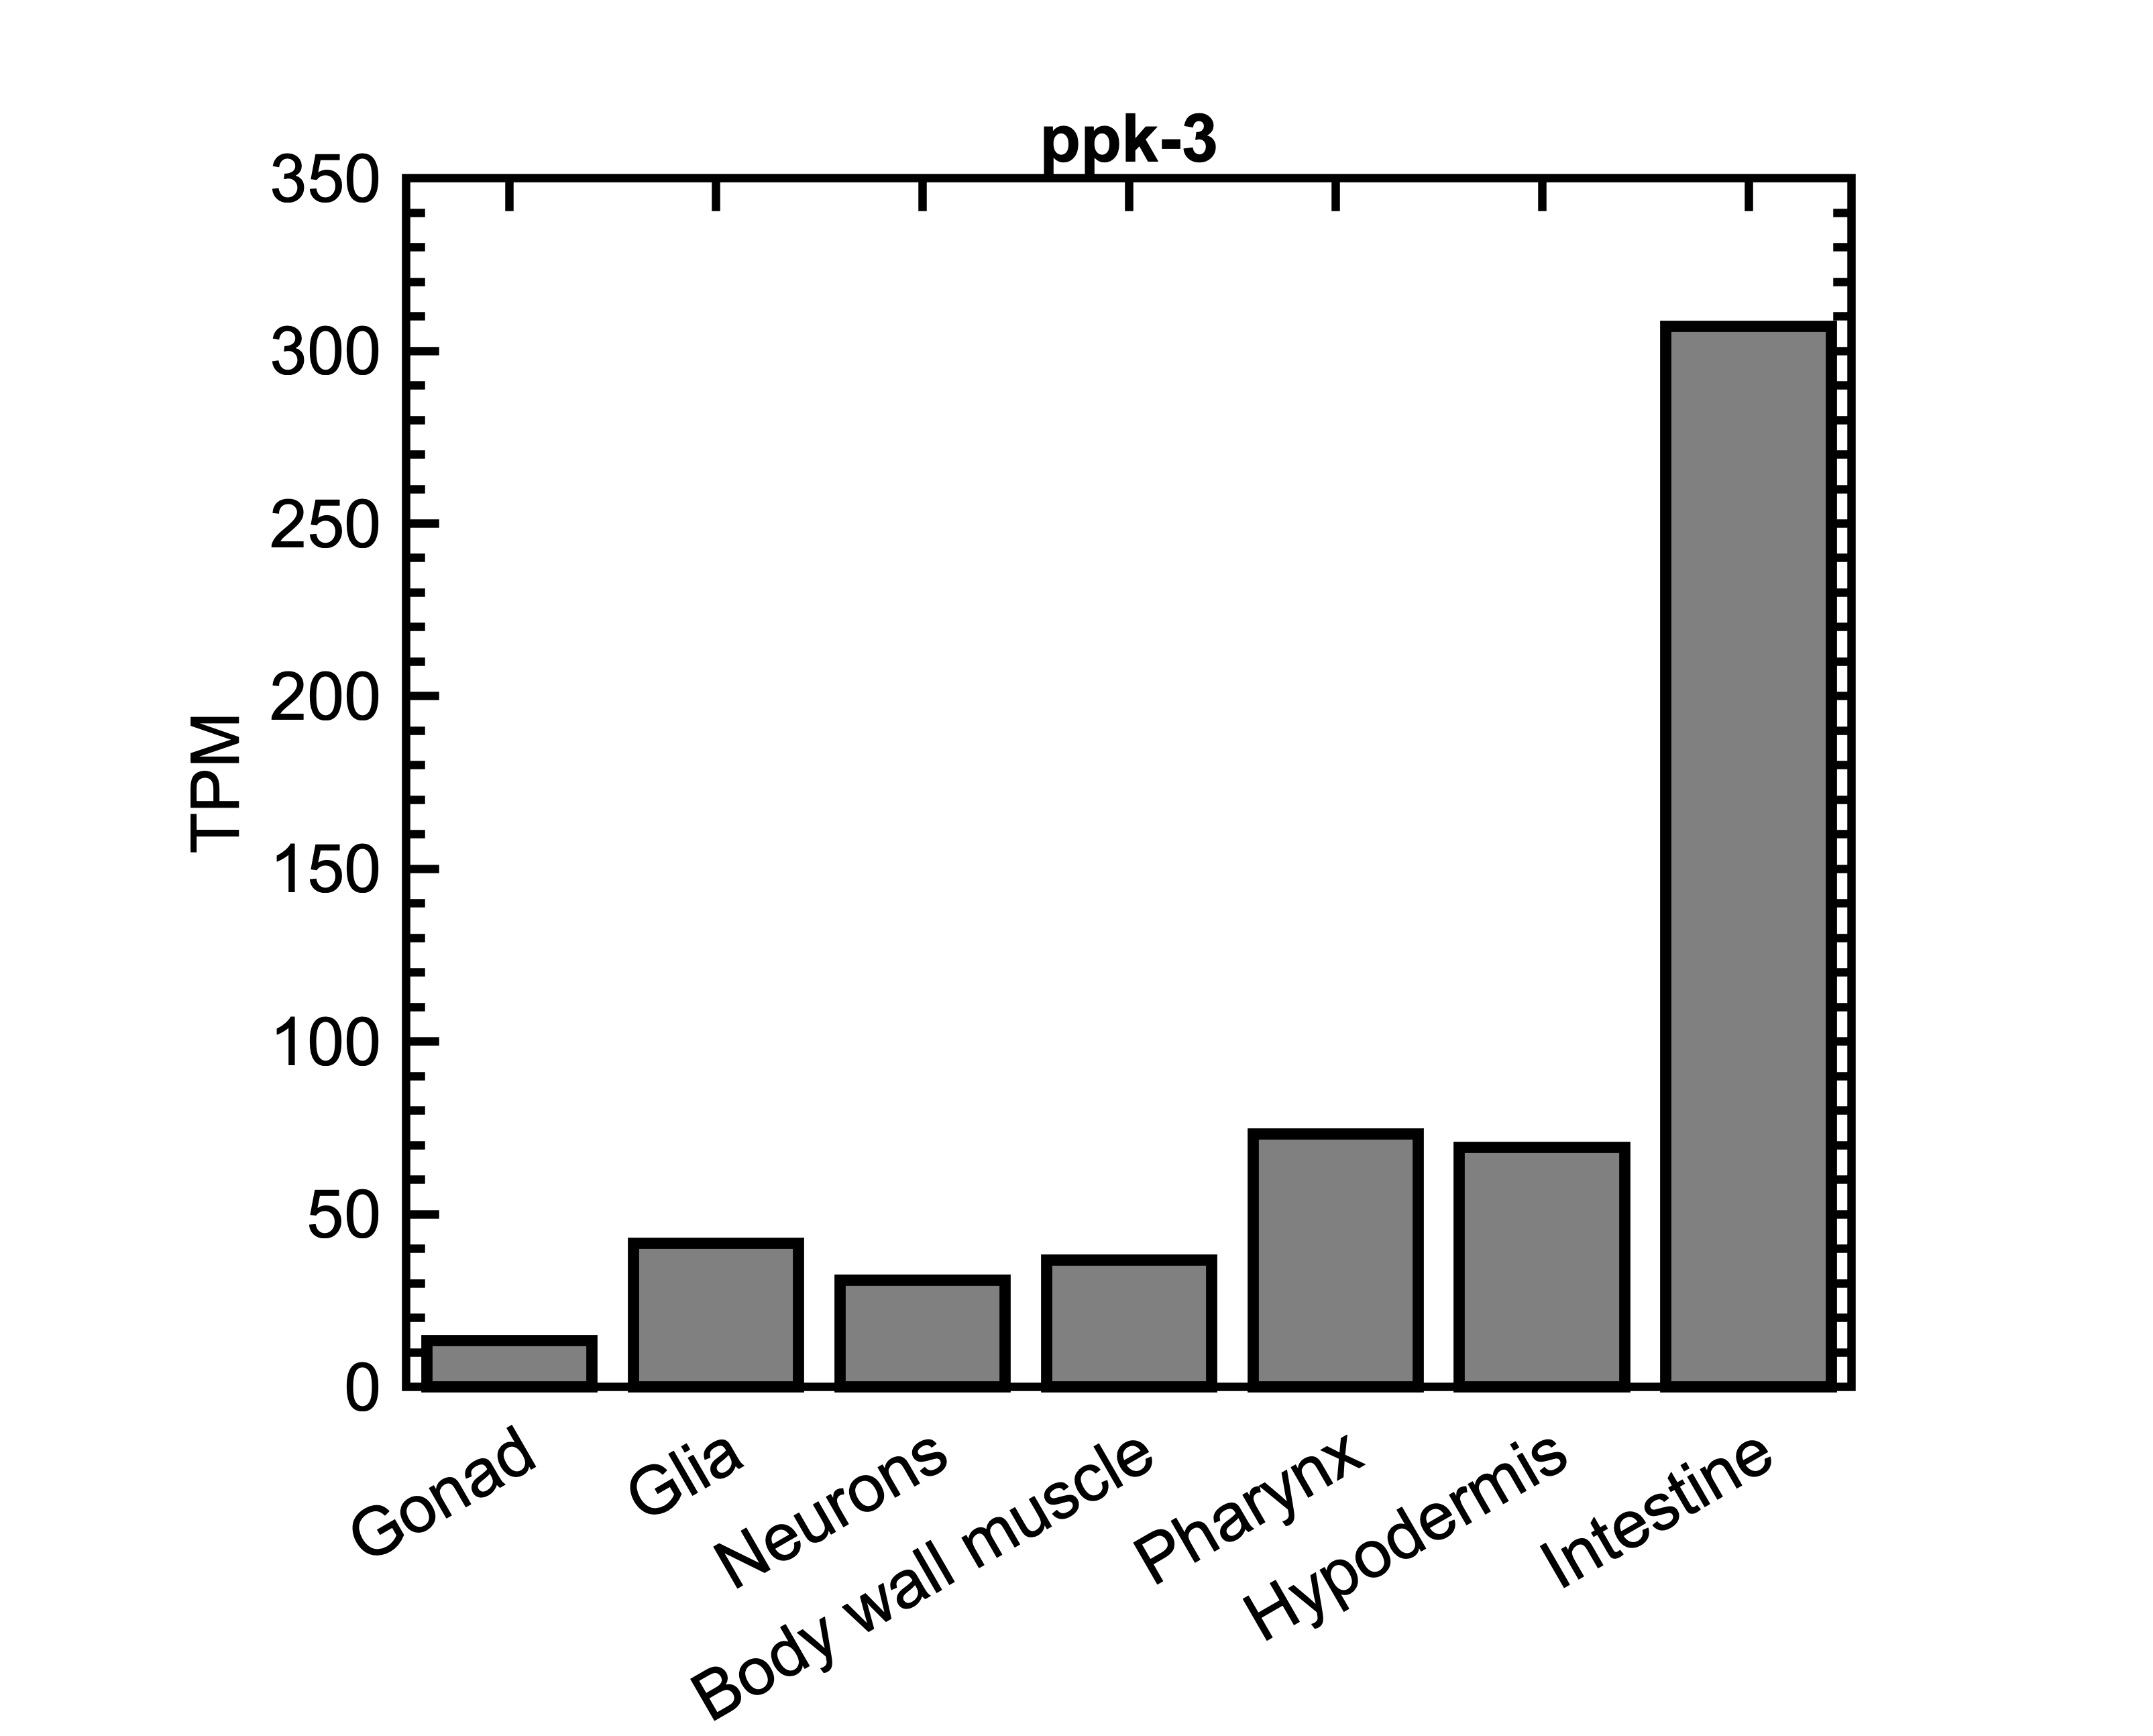 ppk-3
350
300
250
200
150
100
50
0
TPM
Gonad
Glia
Neurons
Body wall muscle
Pharynx
Hypodermis
Intestine